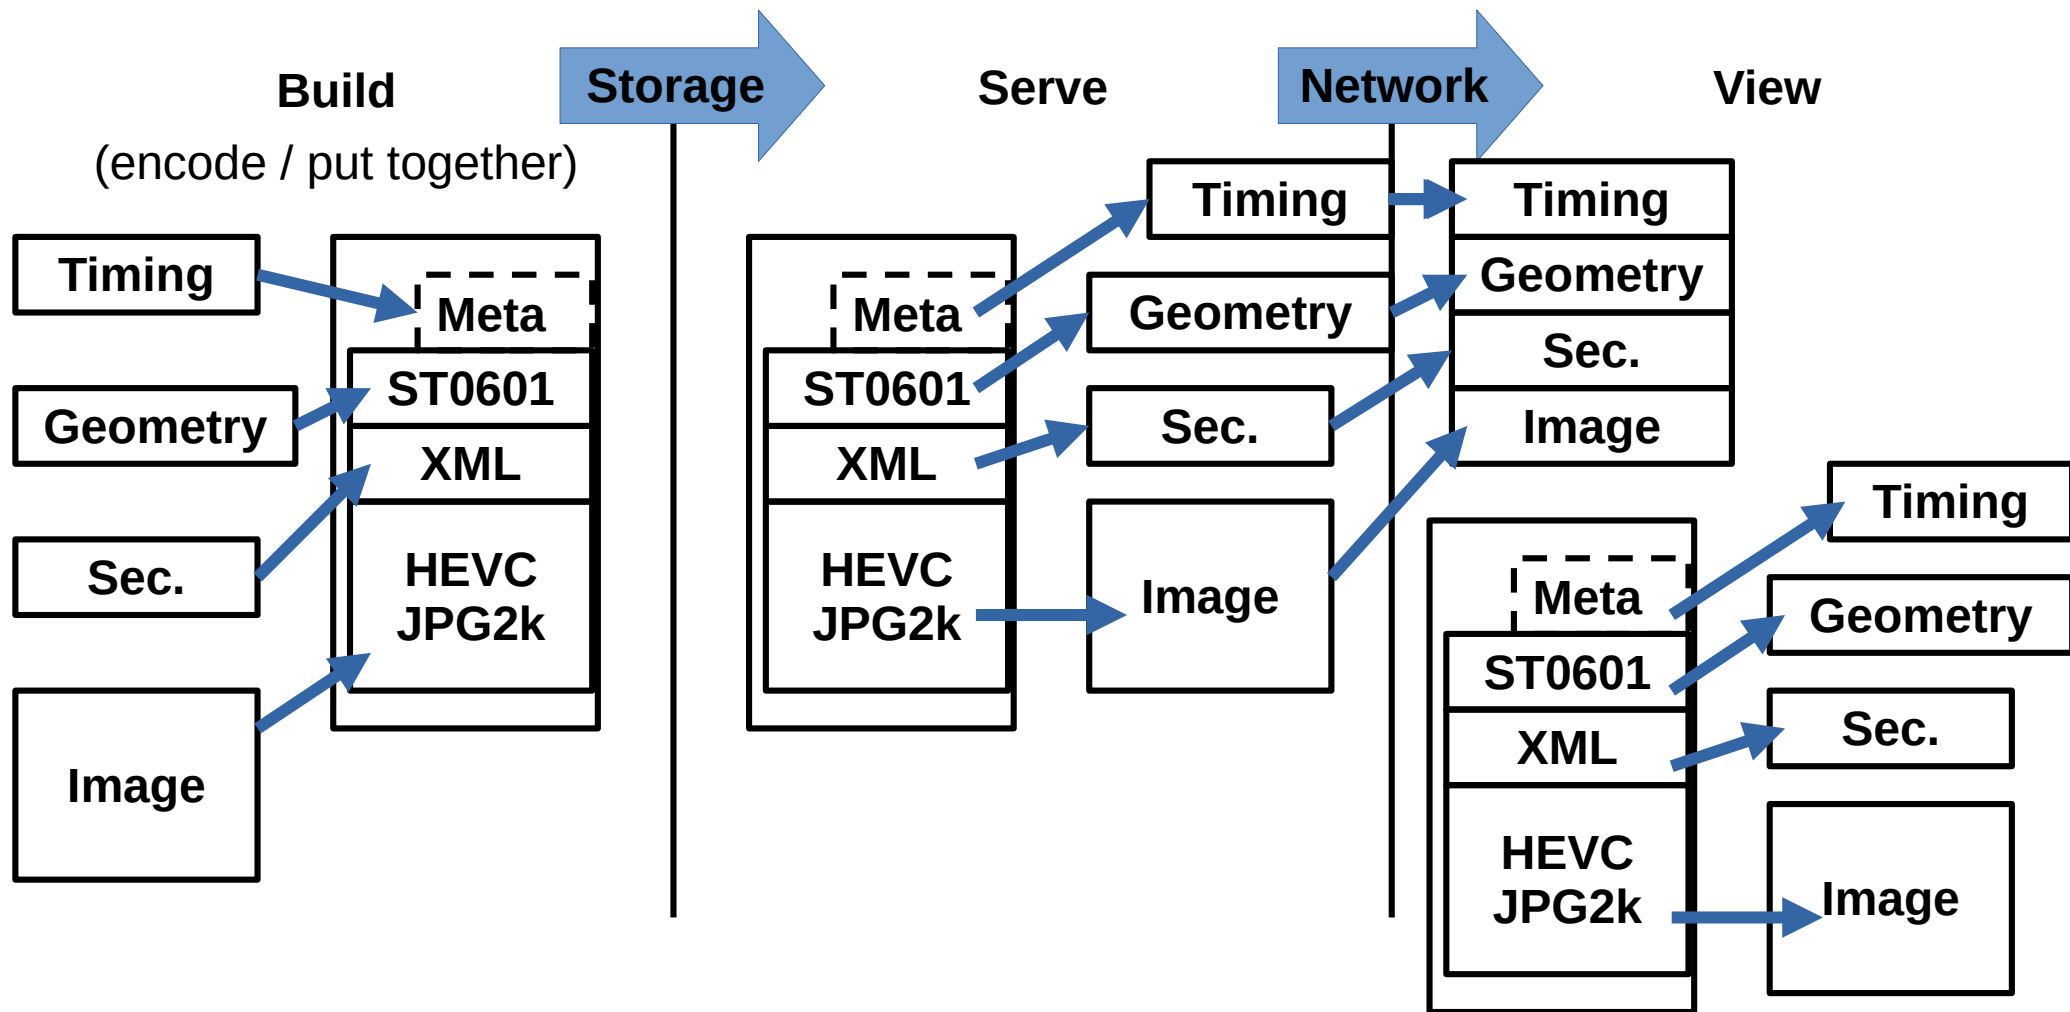 Build
(encode / put together)
Storage
Serve
Network
View
Timing
Geometry
Sec.
Image
Meta
ST0601
XML
HEVC
JPG2k
Meta
ST0601
XML
HEVC
JPG2k
Timing
Geometry
Sec.
Image
Timing
Geometry
Sec.
Image
Meta
ST0601
XML
HEVC
JPG2k
Timing
Geometry
Sec.
Image